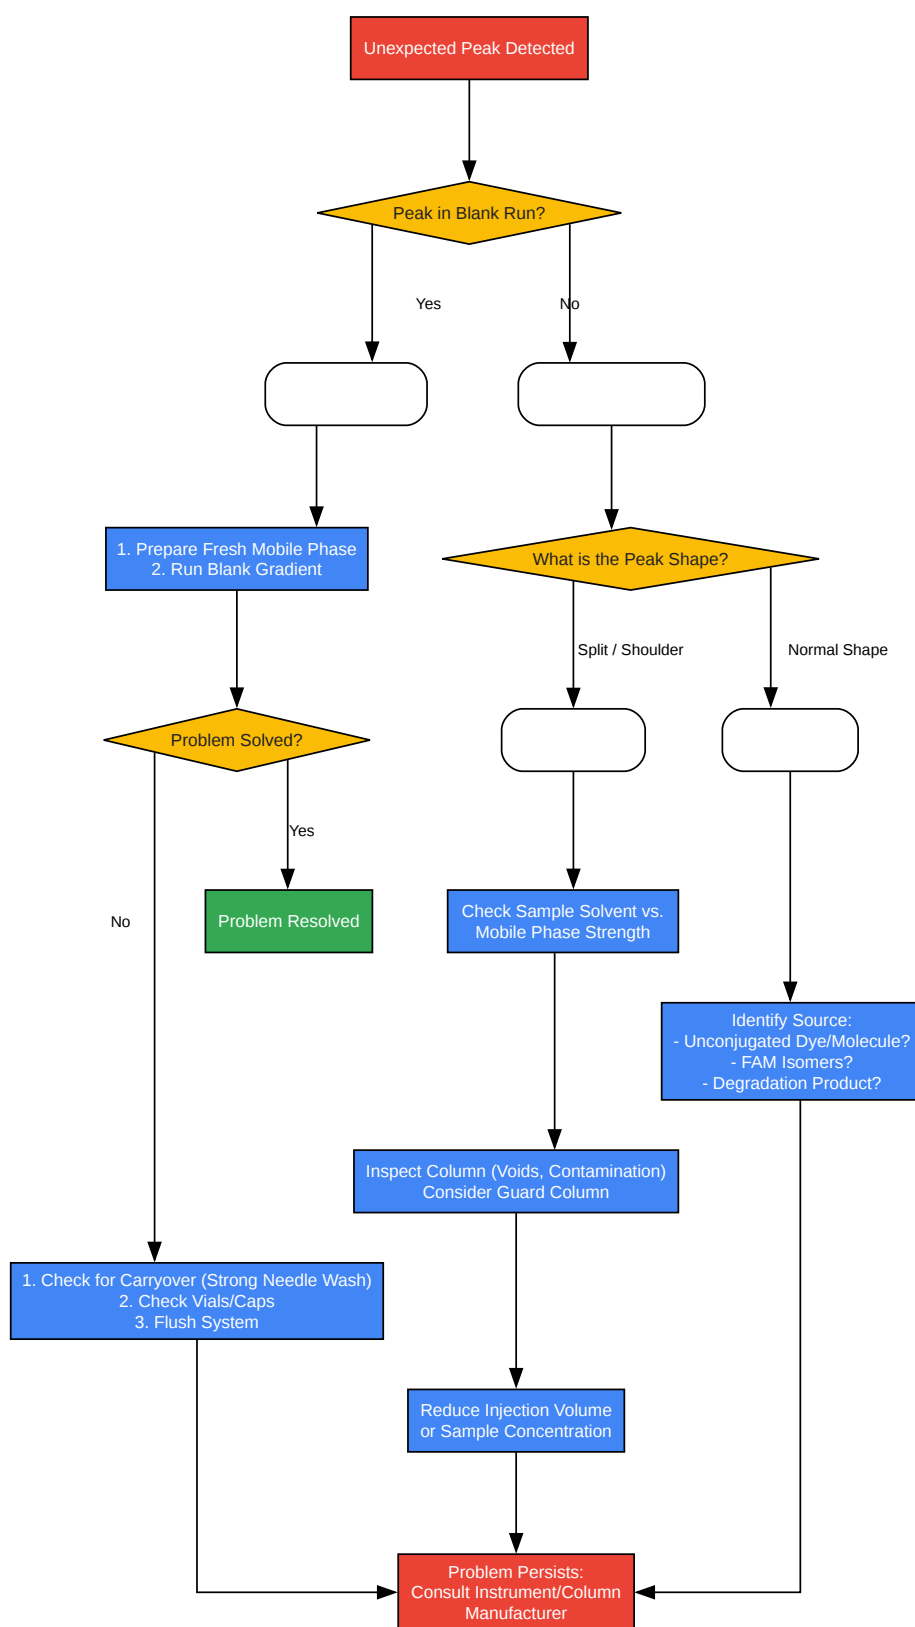 Unexpected Peak Detected
Peak in Blank Run?
Yes
No
1. Prepare Fresh Mobile Phase
2. Run Blank Gradient
What is the Peak Shape?
Split / Shoulder
Normal Shape
Problem Solved?
Yes
No
Problem Resolved
Check Sample Solvent vs.
Mobile Phase Strength
Identify Source:
- Unconjugated Dye/Molecule?
- FAM Isomers?
- Degradation Product?
Inspect Column (Voids, Contamination)
Consider Guard Column
1. Check for Carryover (Strong Needle Wash)
2. Check Vials/Caps
3. Flush System
Reduce Injection Volume
or Sample Concentration
Problem Persists:
Consult Instrument/Column
Manufacturer